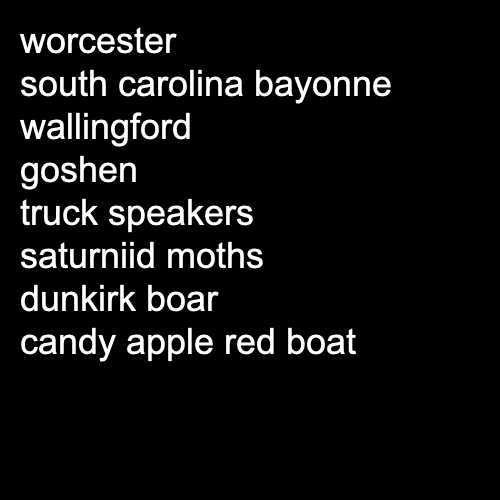 worcester
south carolina bayonne
wallingford
goshen
truck speakers
saturniid moths
dunkirk boar
candy apple red boat